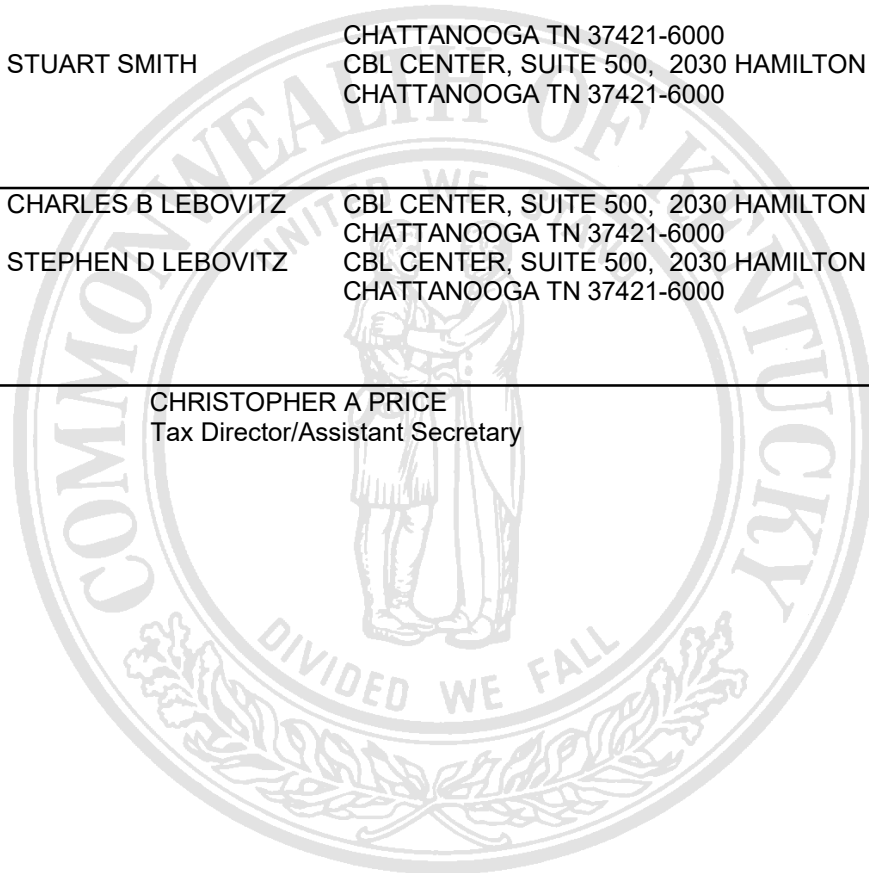 CHATTANOOGA TN 37421-6000
STUART SMITH CBL CENTER, SUITE 500, 2030 HAMILTON
CHATTANOOGA TN 37421-6000
CHARLES B LEBOVITZ CBL CENTER, SUITE 500, 2030 HAMILTON
CHATTANOOGA TN 37421-6000
STEPHEN D LEBOVITZ CBL CENTER, SUITE 500, 2030 HAMILTON
CHATTANOOGA TN 37421-6000
CHRISTOPHER A PRICE
Tax Director/Assistant Secretary
COMMONWEALTH OF KENTUCKY
UNITED WE STAND
DIVIDED WE FALL